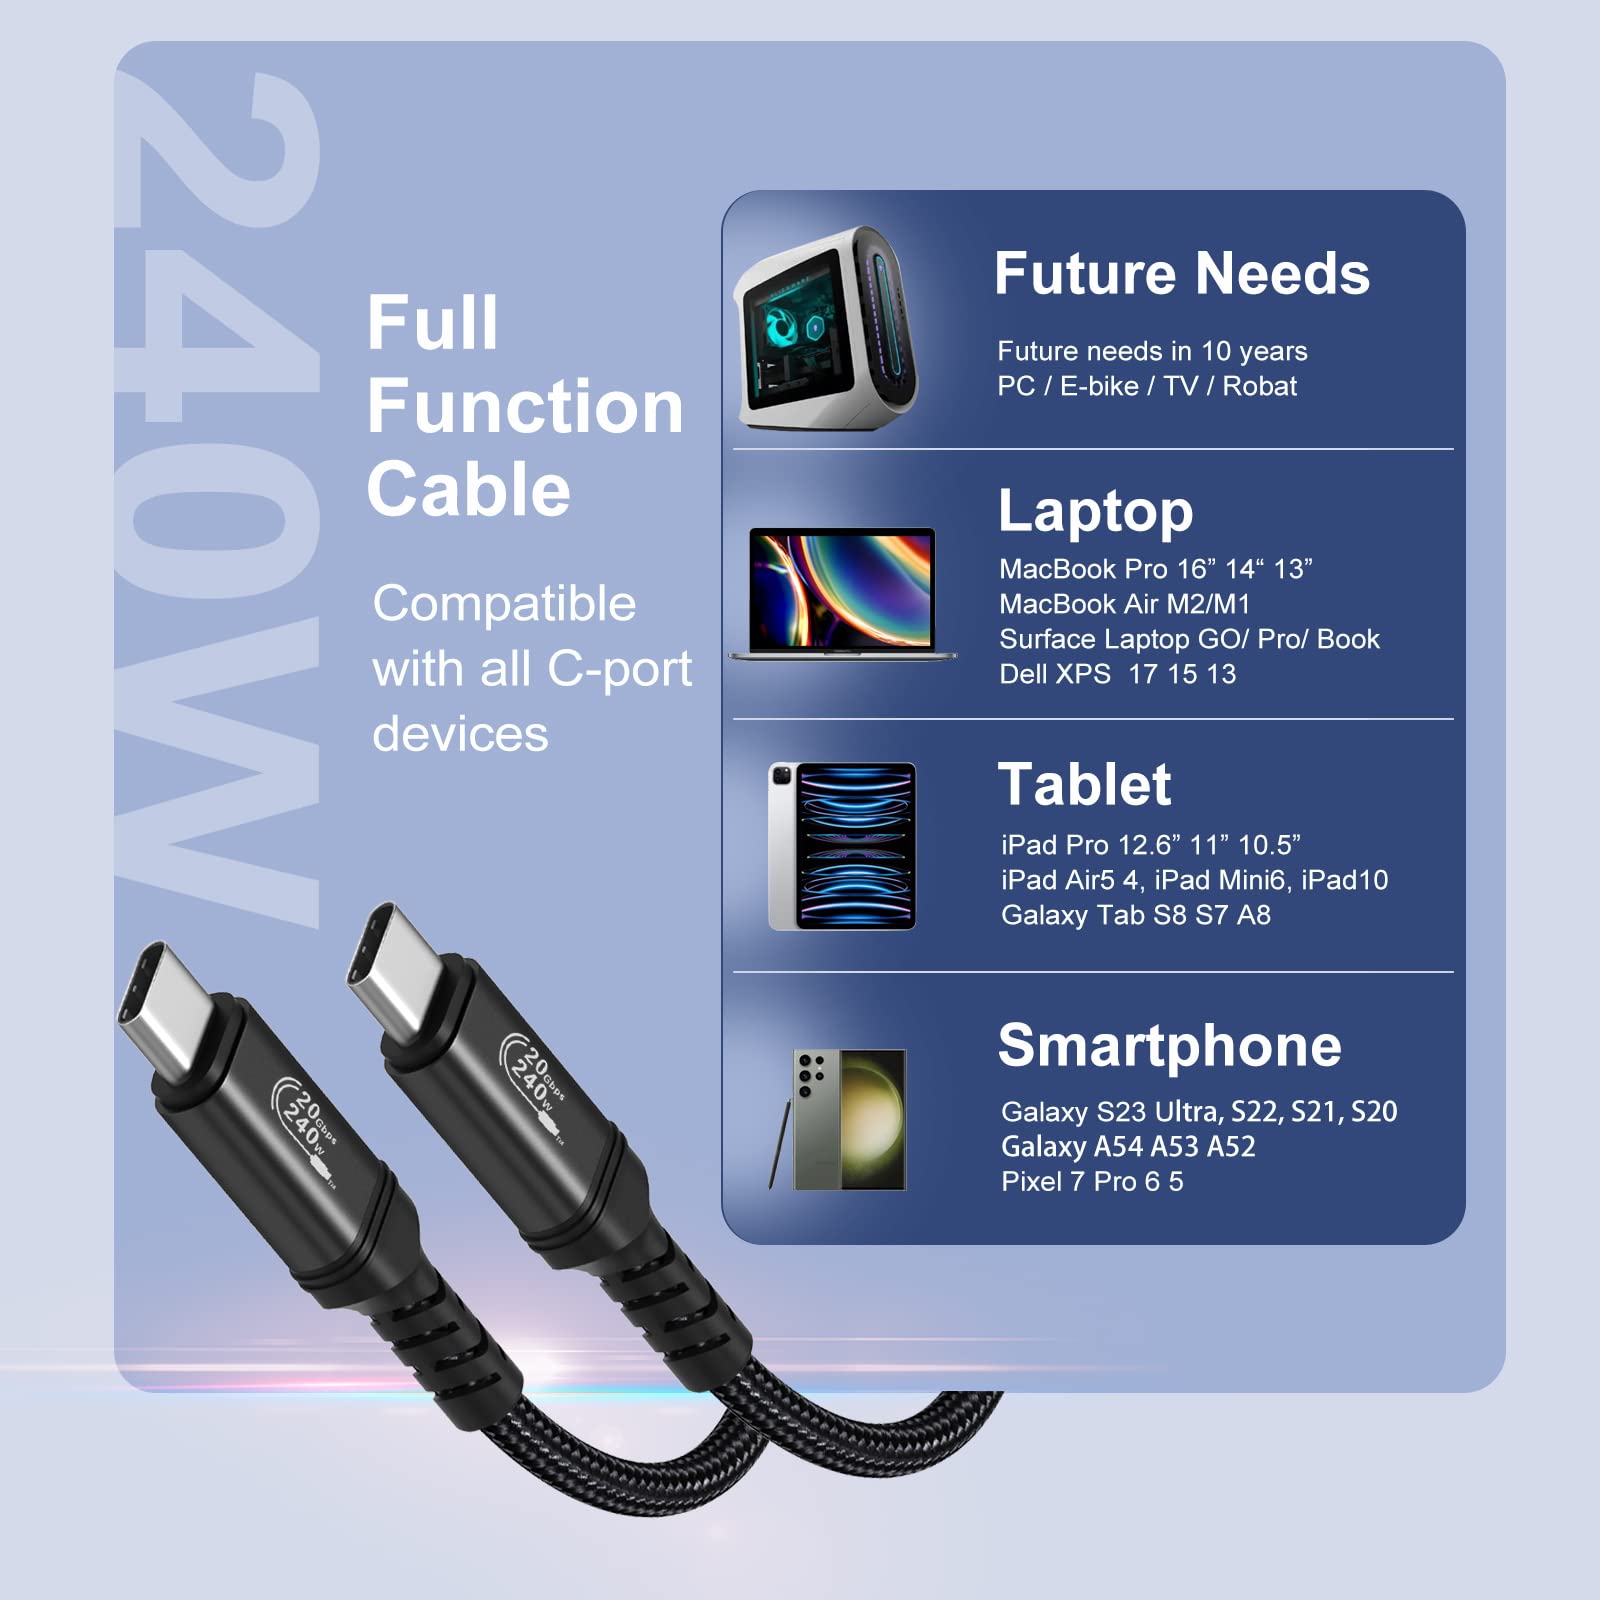 240W
Full
Function
Cable
Compatible
with all C-port
devices
Future Needs
Future needs in 10 years
PC / E-bike / TV / Robat
Laptop
MacBook Pro 16” 14“ 13”
MacBook Air M2/M1
Surface Laptop GO/ Pro/ Book
Dell XPS  17 15 13
Tablet
iPad Pro 12.6” 11” 10.5”
iPad Air5 4, iPad Mini6, iPad10
Galaxy Tab S8 S7 A8
Smartphone
Galaxy S23 Ultra, S22, S21, S20
Galaxy A54 A53 A52
Pixel 7 Pro 6 5
20Gbps
240W
20Gbps
240W